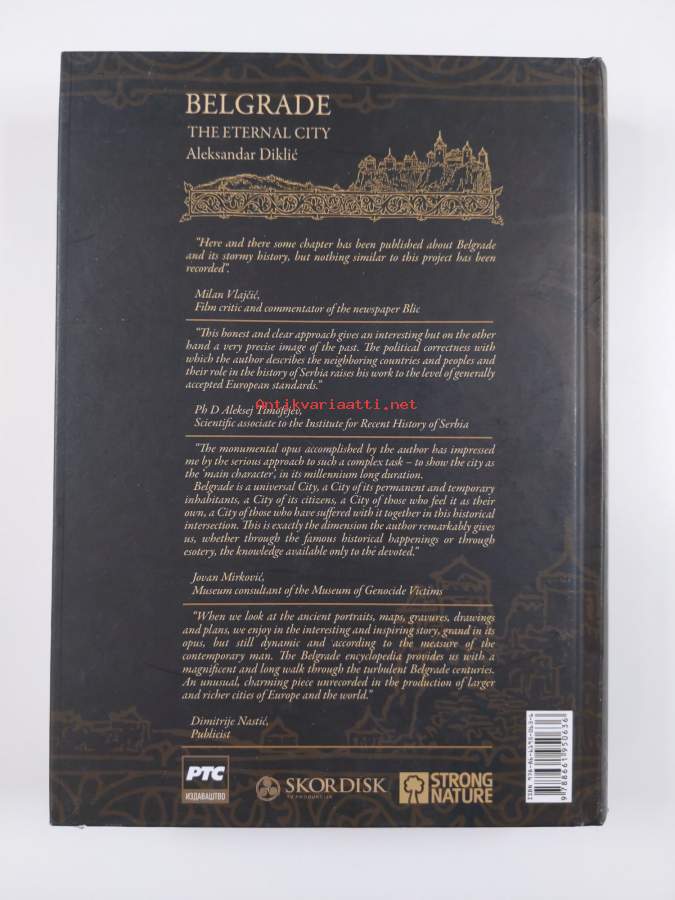 BELGRADE
THE ETERNAL CITY
Aleksandar Diklić
"Here and there some chapter has been published about Belgrade
and its stormy history, but nothing similar to this project has been
recorded".
Milan Vlajčić,
Film critic and commentator of the newspaper Blic
"This honest and clear approach gives an interesting but on the other
hand a very precise image of the past. The political correctness with
which the author describes the neighboring countries and peoples and
their role in the history of Serbia raises his work to the level of generally
accepted European standards."
Antikvariaatti.net
Ph D Aleksej Timofejev,
Scientific associate to the Institute for Recent History of Serbia
"The monumental opus accomplished by the author has impressed
me by the serious approach to such a complex task – to show the city as
the 'main character', in its millennium long duration.
Belgrade is a universal City, a City of its permanent and temporary
inhabitants, a City of its citizens, a City of those who feel it as their
own, a City of those who have suffered with it together in this historical
intersection. This is exactly the dimension the author remarkably gives
us, whether through the famous historical happenings or through
esotery, the knowledge available only to the devoted."
Jovan Mirković,
Museum consultant of the Museum of Genocide Victims
"When we look at the ancient portraits, maps, gravures, drawings
and plans, we enjoy in the interesting and inspiring story, grand in its
opus, but still dynamic and according to the measure of the
contemporary man. The Belgrade encyclopedia provides us with a
magnificent and long walk through the turbulent Belgrade centuries.
An unusual, charming piece unrecorded in the production of larger
and richer cities of Europe and the world."
Dimitrije Nastić,
Publicist
РТС
ИЗДАВАШТВО
SKORDISK
TV PRODUKCIJA
STRONG
NATURE
ISBN 978-86-6195-063-6
9 788661 950636